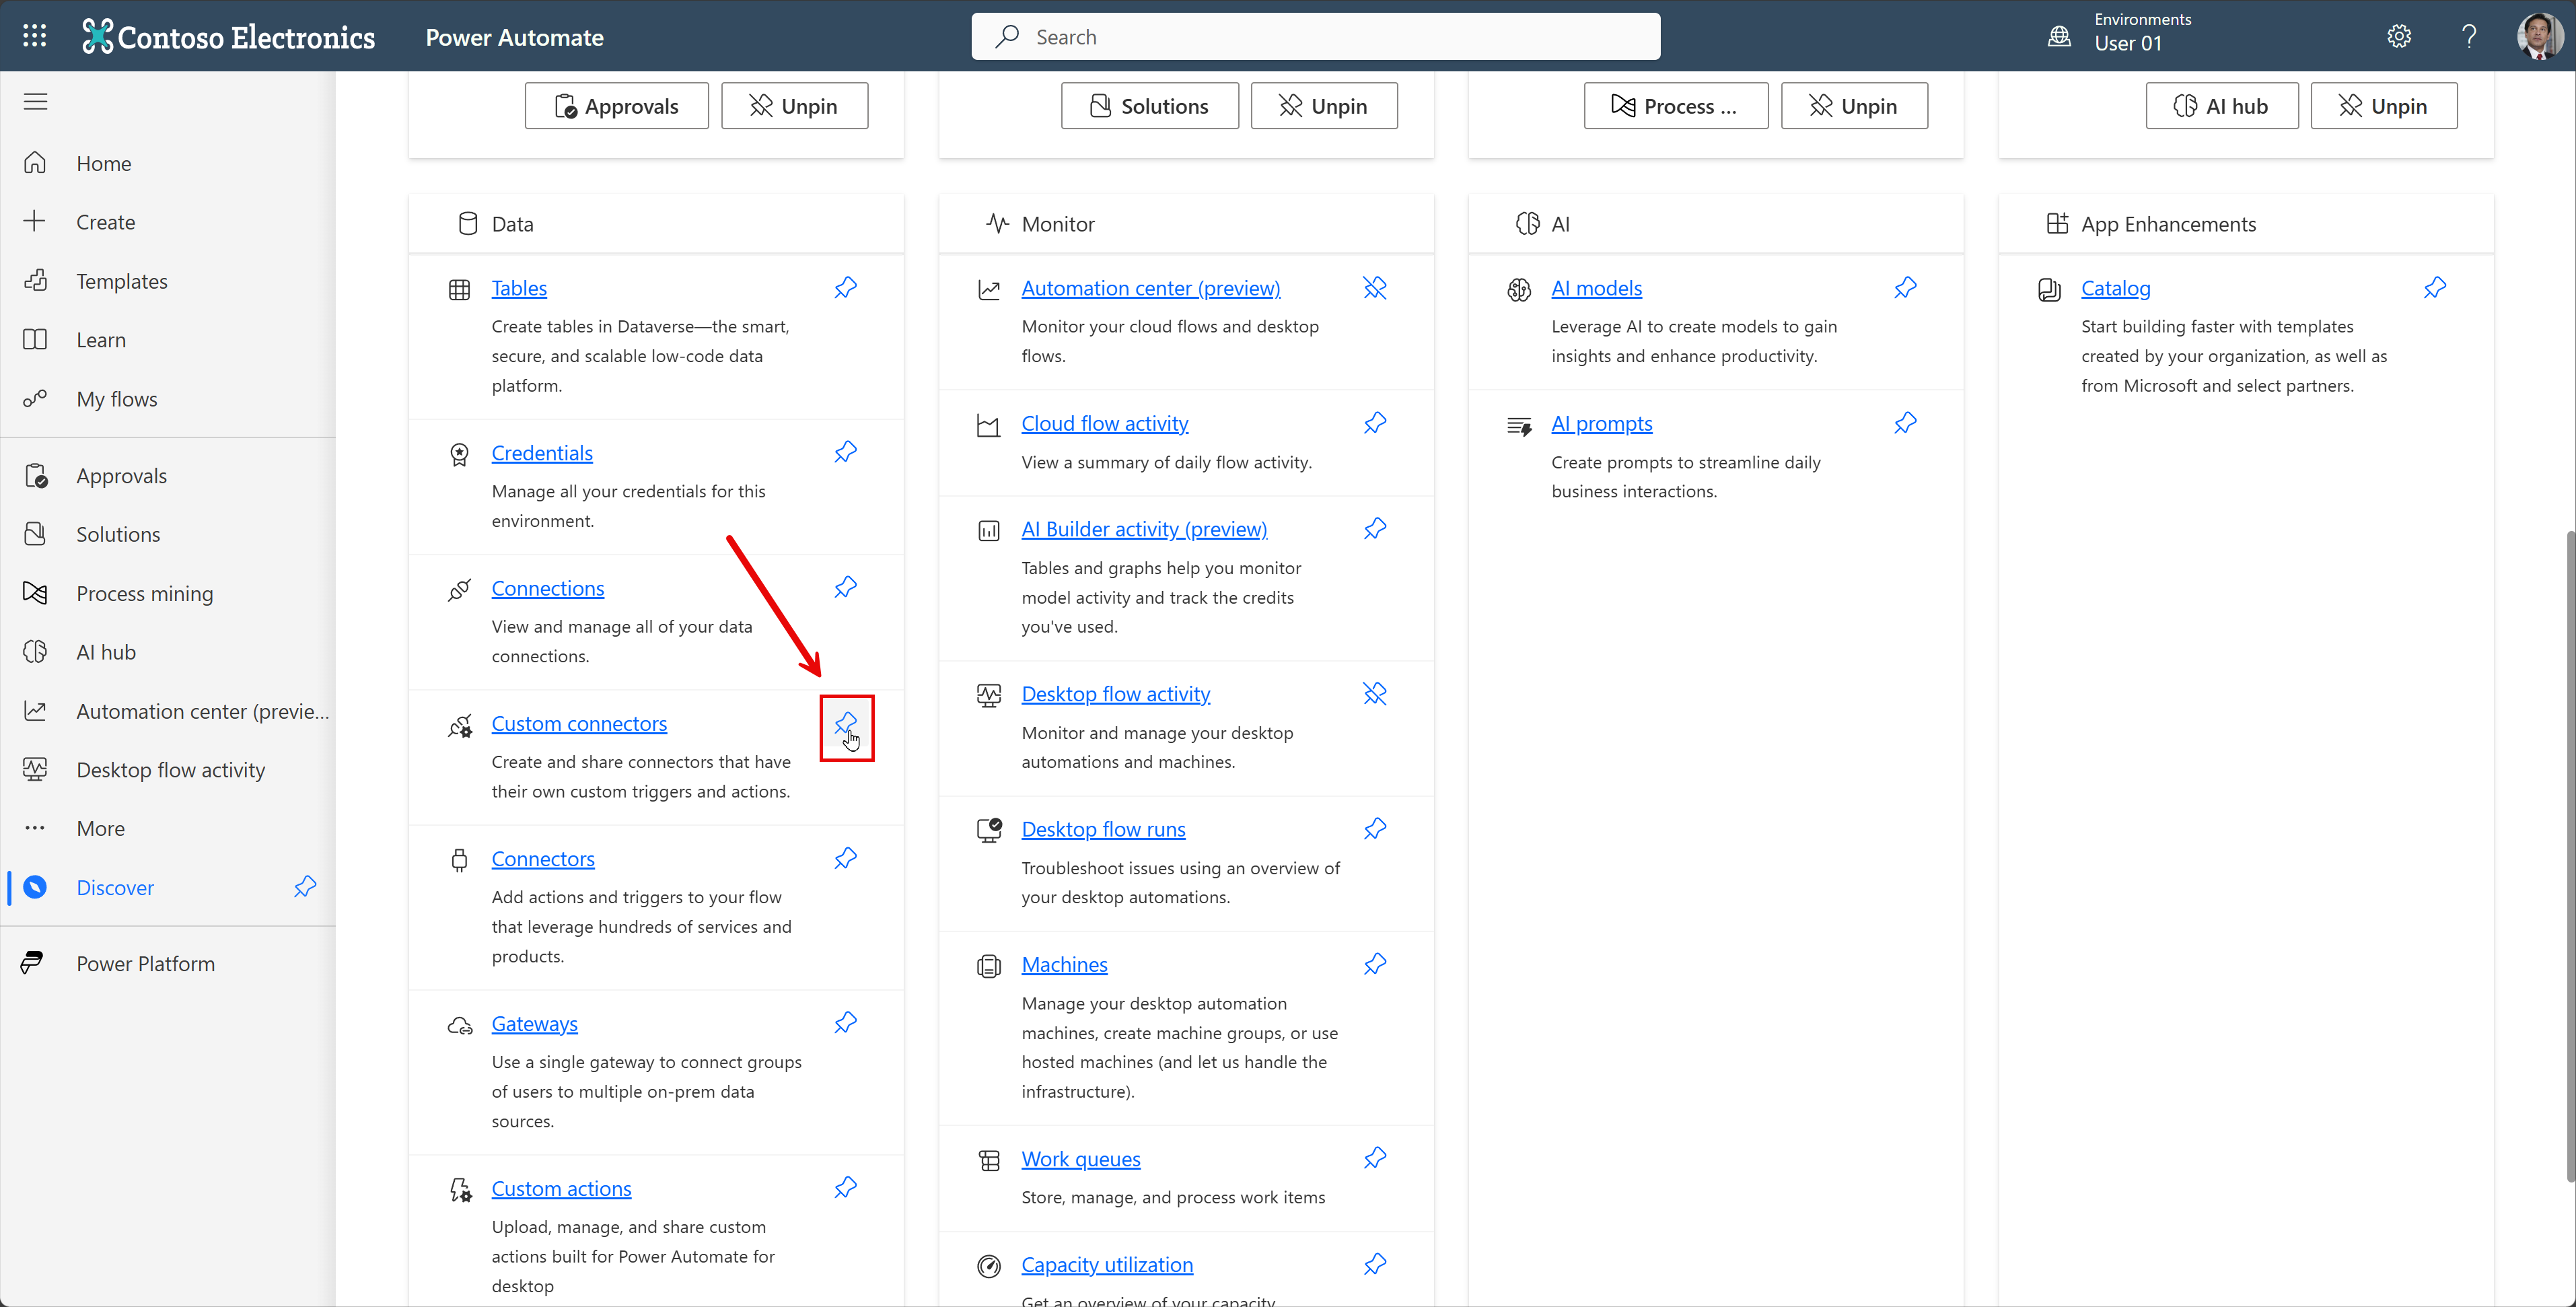 Contoso Electronics
Power Automate
Search
Environments
User 01
Home
Create
Templates
Learn
My flows
Approvals
Solutions
Process mining
AI hub
Automation center (previe...
Desktop flow activity
More
Discover
Power Platform
Approvals
Unpin
Solutions
Unpin
Process ...
Unpin
AI hub
Unpin
Data
Tables
Create tables in Dataverse—the smart,
secure, and scalable low-code data
platform.
Credentials
Manage all your credentials for this
environment.
Connections
View and manage all of your data
connections.
Custom connectors
Create and share connectors that have
their own custom triggers and actions.
Connectors
Add actions and triggers to your flow
that leverage hundreds of services and
products.
Gateways
Use a single gateway to connect groups
of users to multiple on-prem data
sources.
Custom actions
Upload, manage, and share custom
actions built for Power Automate for
desktop
Monitor
Automation center (preview)
Monitor your cloud flows and desktop
flows.
Cloud flow activity
View a summary of daily flow activity.
AI Builder activity (preview)
Tables and graphs help you monitor
model activity and track the credits
you've used.
Desktop flow activity
Monitor and manage your desktop
automations and machines.
Desktop flow runs
Troubleshoot issues using an overview of
your desktop automations.
Machines
Manage your desktop automation
machines, create machine groups, or use
hosted machines (and let us handle the
infrastructure).
Work queues
Store, manage, and process work items
Capacity utilization
Get an overview of your capacity
AI
AI models
Leverage AI to create models to gain
insights and enhance productivity.
AI prompts
Create prompts to streamline daily
business interactions.
App Enhancements
Catalog
Start building faster with templates
created by your organization, as well as
from Microsoft and select partners.